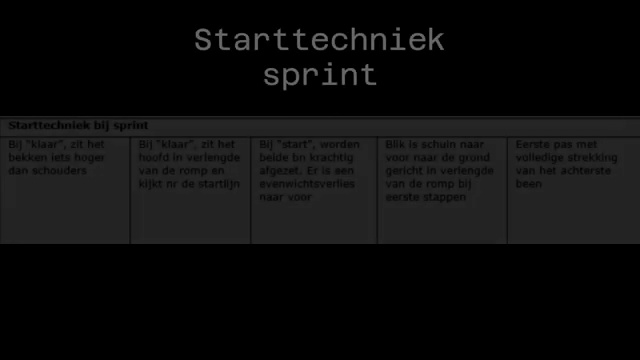 Starttechniek
sprint
Starttechniek bij sprint
Bij "klaar", zit het
bekken iets hoger
dan schouders
Bij "klaar", zit het
hoofd in verlengde
van de romp en
kijkt nr de startlijn
Bij "start", worden
beide bn krachtig
afgezet. Er is een
evenwichtsverlies
naar voor
Blik is schuin naar
voor naar de grond
gericht in verlengde
van de romp bij
eerste stappen
Eerste pas met
volledige strekking
van het achterste
been